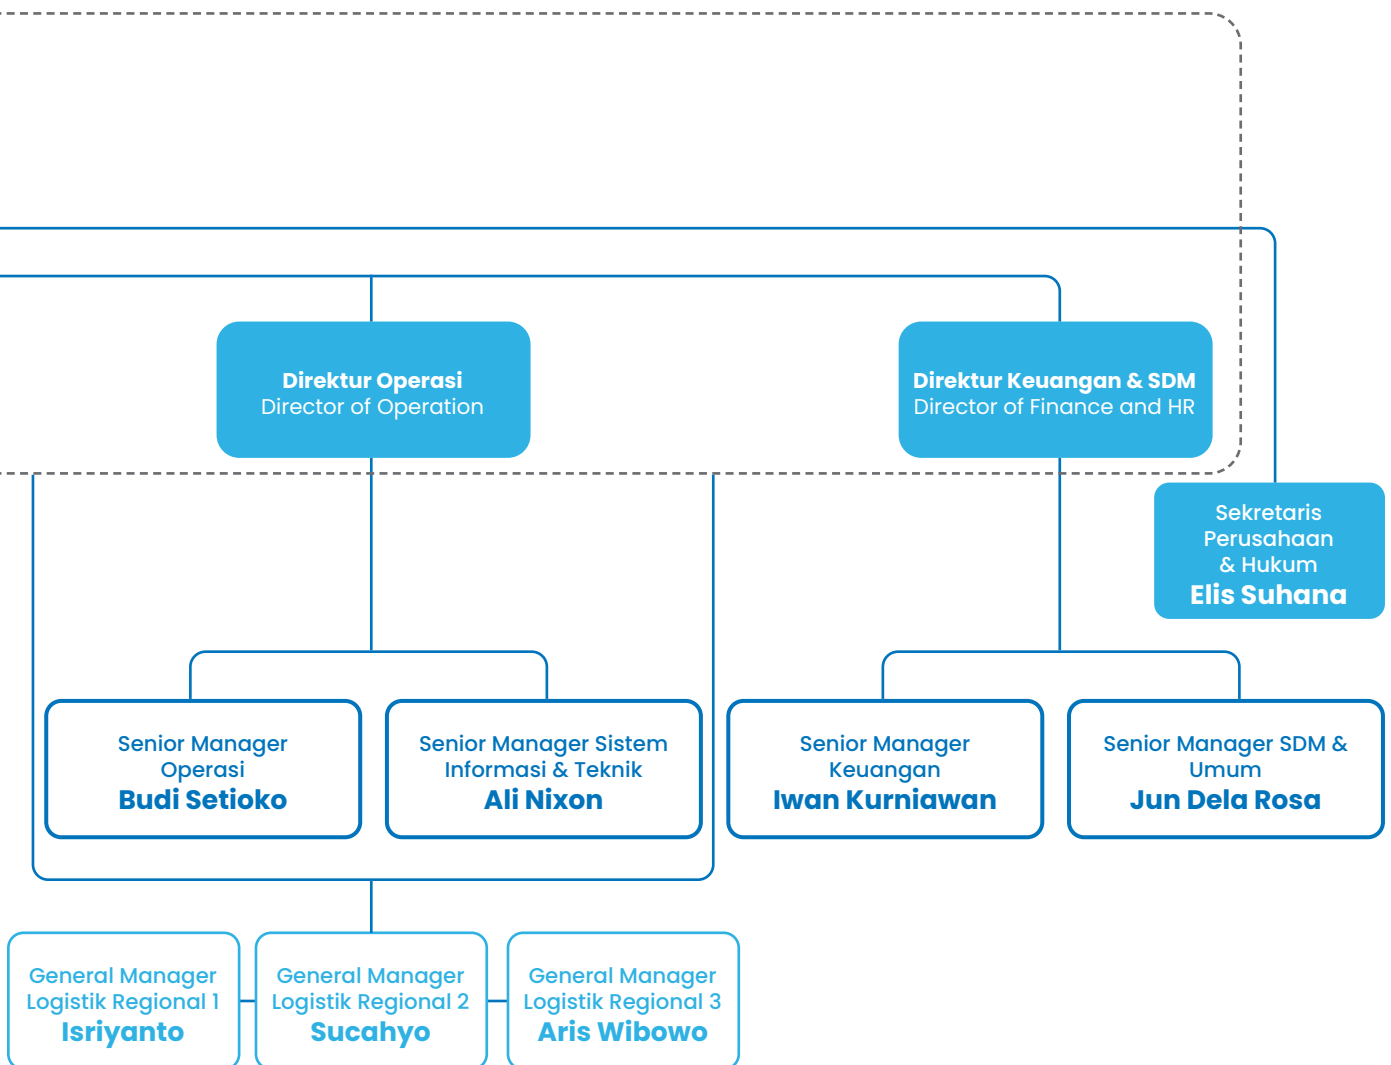 Direktur Operasi
Director of Operation
Direktur Keuangan & SDM
Director of Finance and HR
Sekretaris
Perusahaan
& Hukum
Elis Suhana
Senior Manager
Operasi
Budi Setioko
Senior Manager Sistem
Informasi & Teknik
Ali Nixon
Senior Manager
Keuangan
Iwan Kurniawan
Senior Manager SDM &
Umum
Jun Dela Rosa
General Manager
Logistik Regional 1
Isriyanto
General Manager
Logistik Regional 2
Sucahyo
General Manager
Logistik Regional 3
Aris Wibowo